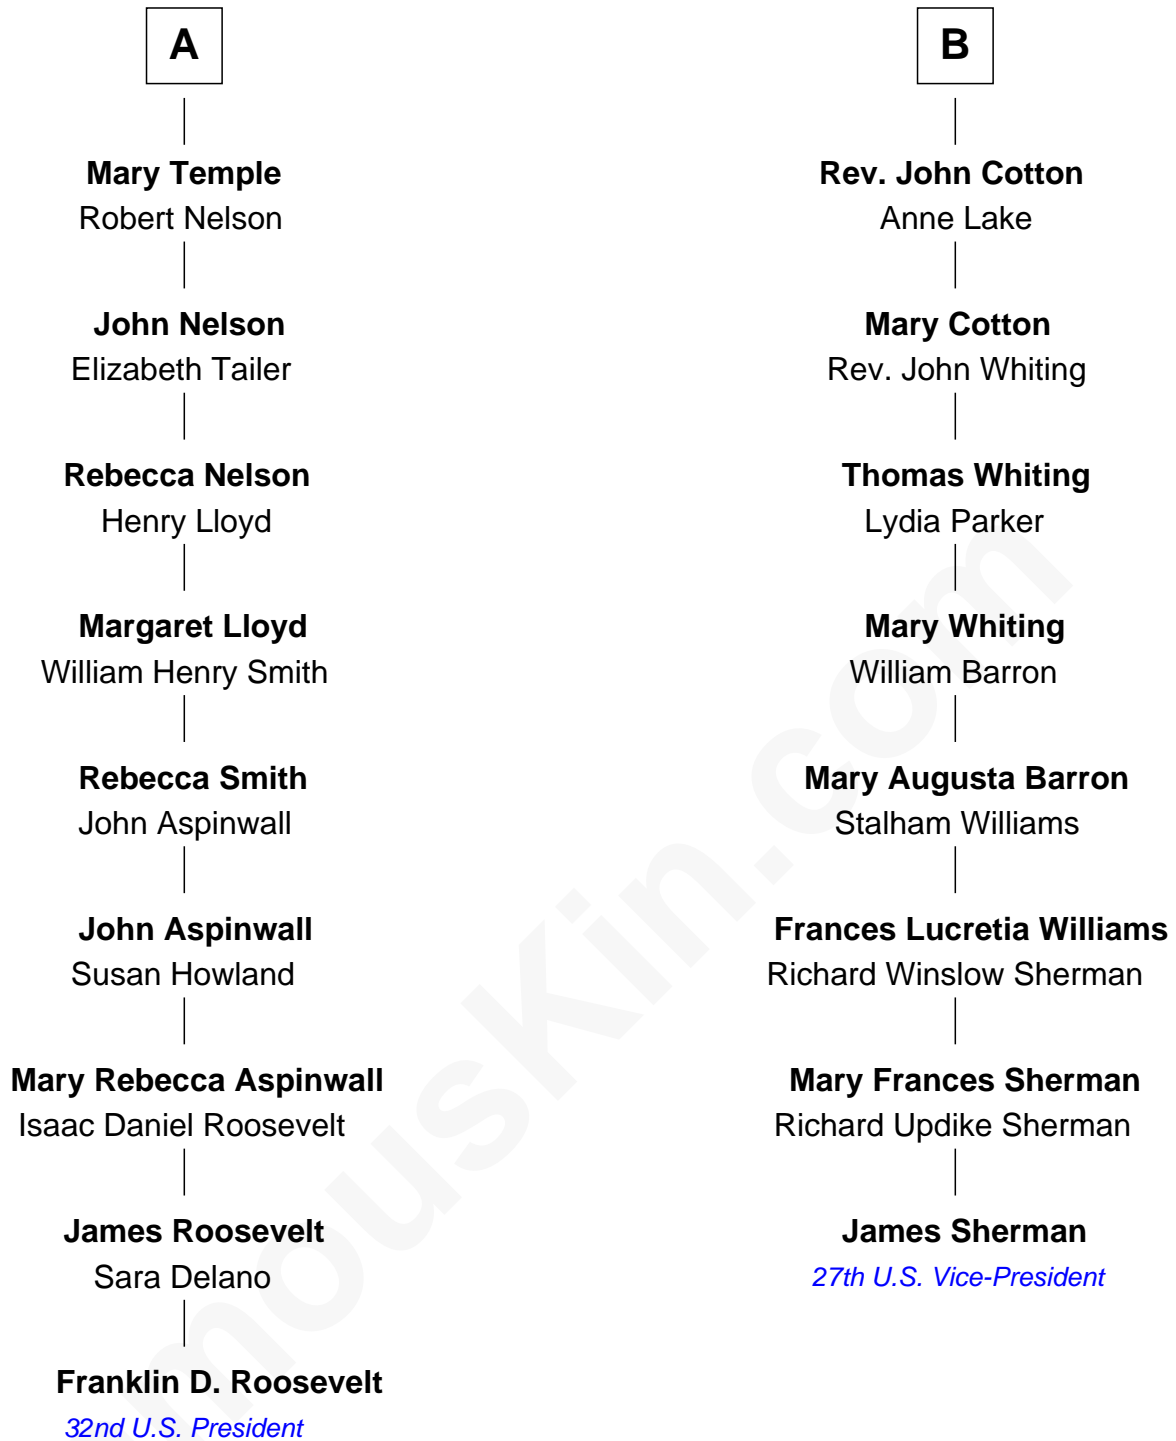 A
Mary Temple
Robert Nelson
John Nelson
Elizabeth Tailer
Rebecca Nelson
Henry Lloyd
Margaret Lloyd
William Henry Smith
Rebecca Smith
John Aspinwall
John Aspinwall
Susan Howland
Mary Rebecca Aspinwall
Isaac Daniel Roosevelt
James Roosevelt
Sara Delano
Franklin D. Roosevelt
32nd U.S. President
B
Rev. John Cotton
Anne Lake
Mary Cotton
Rev. John Whiting
Thomas Whiting
Lydia Parker
Mary Whiting
William Barron
Mary Augusta Barron
Stalham Williams
Frances Lucretia Williams
Richard Winslow Sherman
Mary Frances Sherman
Richard Updike Sherman
James Sherman
27th U.S. Vice-President
mousKin.com